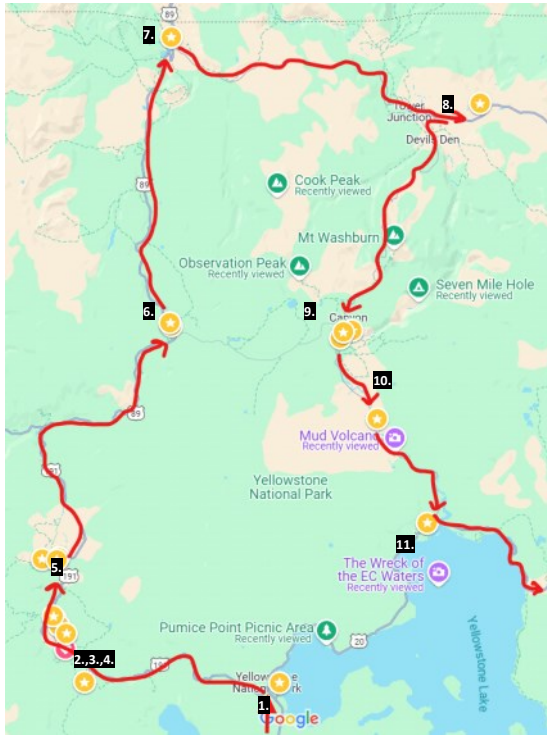 89
7.
8.
Tower
Junction
Devils Den
Cook Peak
Recently viewed
89
Mt Washburn
Observation Peak
Recently viewed
Seven Mile Hole
Recently viewed
6.
9.
Canyon
10.
89
Mud Volcano
Recently viewed
191
Yellowstone
National Park
11.
5.
191
The Wreck of
the EC Waters
Recently viewed
Pumice Point Picnic Area
Recently viewed
20
2.,3.,4.
191
Yellowstone Lake
1.
Google